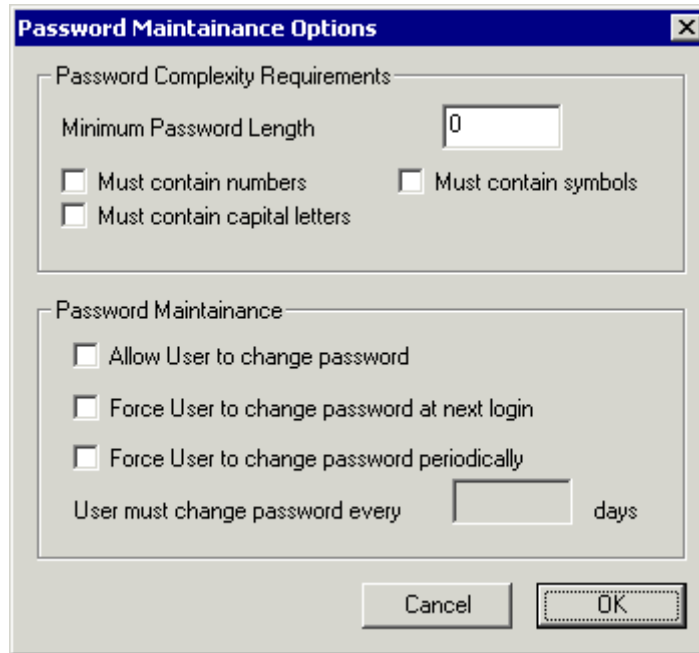 Password Maintainance Options
Password Complexity Requirements
Minimum Password Length 0
Must contain numbers Must contain symbols
Must contain capital letters
Password Maintainance
Allow User to change password
Force User to change password at next login
Force User to change password periodically
User must change password every days
Cancel OK